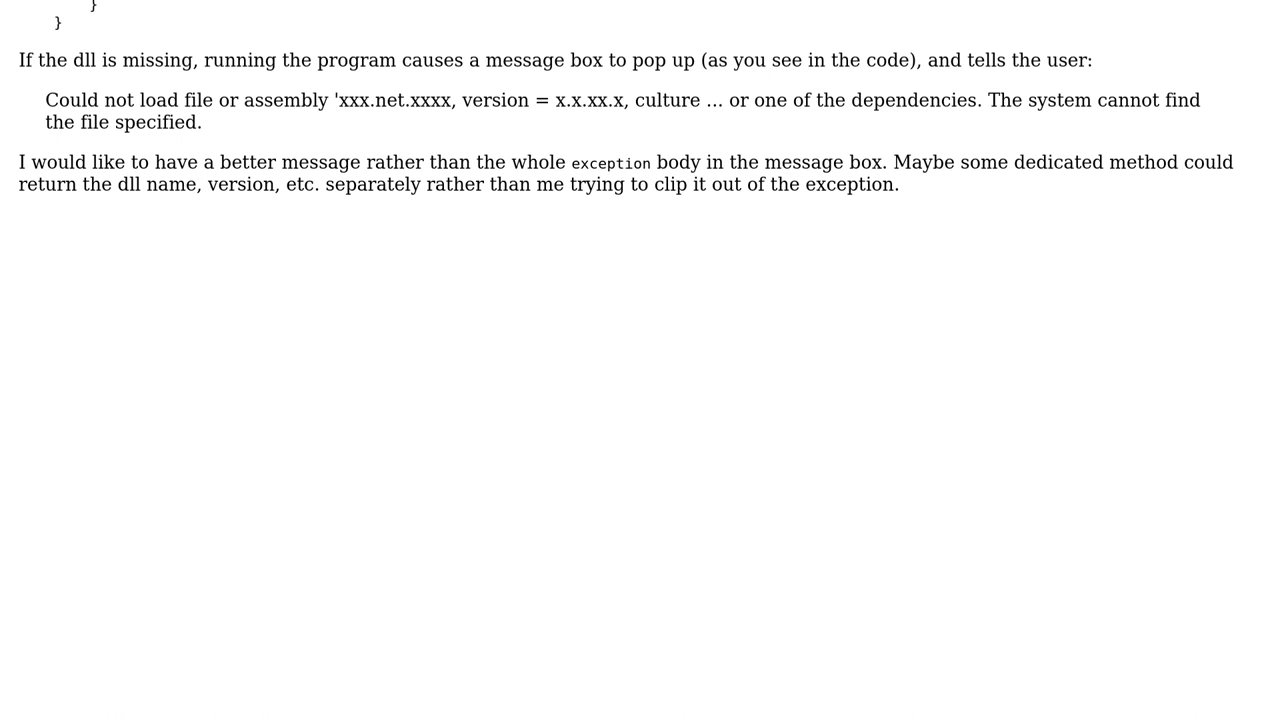 }
}
If the dll is missing, running the program causes a message box to pop up (as you see in the code), and tells the user:
Could not load file or assembly 'xxx.net.xxxx, version = x.x.xx.x, culture ... or one of the dependencies. The system cannot find
the file specified.
I would like to have a better message rather than the whole exception body in the message box. Maybe some dedicated method could
return the dll name, version, etc. separately rather than me trying to clip it out of the exception.